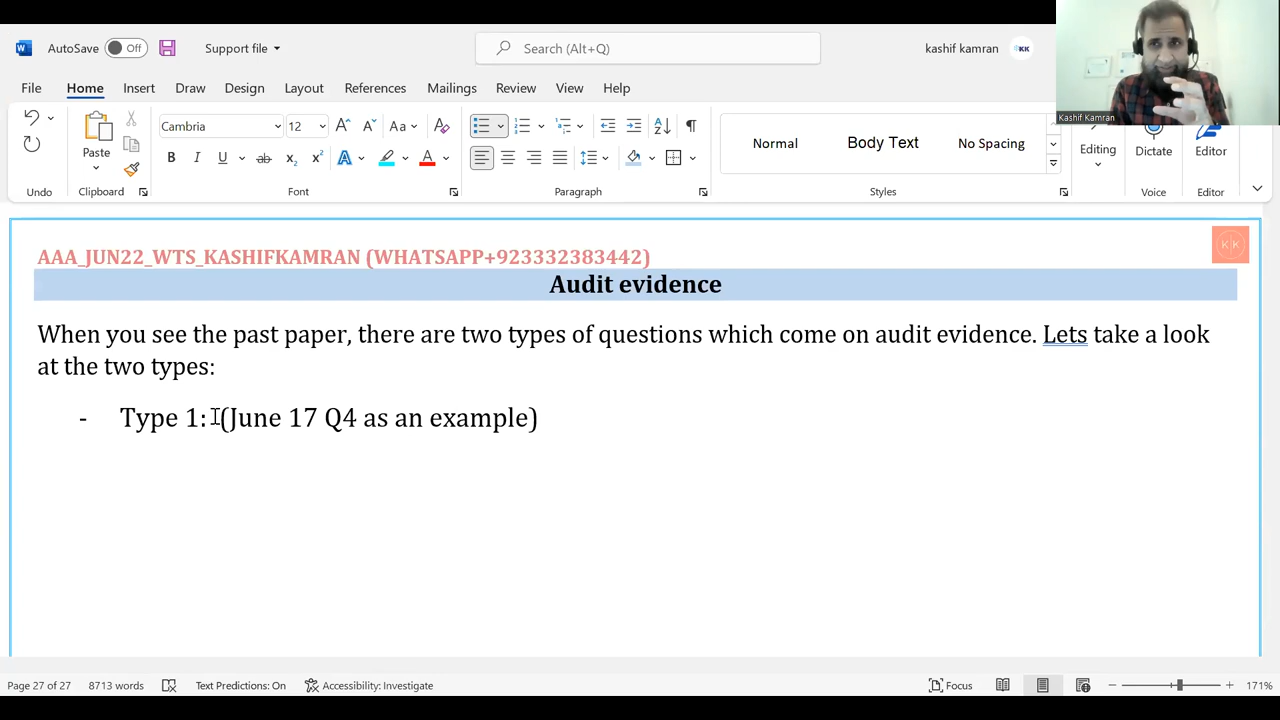 AutoSave Off Support file Search (Alt+Q) kashif kamran KK
Kashif Kamran
File Home Insert Draw Design Layout References Mailings Review View Help
Paste Cambria 12 Aa Normal Body Text No Spacing Editing Dictate Editor
B I U ab x₂ x² A A
Undo Clipboard Font Paragraph Styles Voice Editor
AAA_JUN22_WTS_KASHIFKAMRAN (WHATSAPP+923332383442)
K K
Audit evidence
When you see the past paper, there are two types of questions which come on audit evidence. Lets take a look
at the two types:
- Type 1: (June 17 Q4 as an example)
Page 27 of 27 8713 words Text Predictions: On Accessibility: Investigate Focus 171%